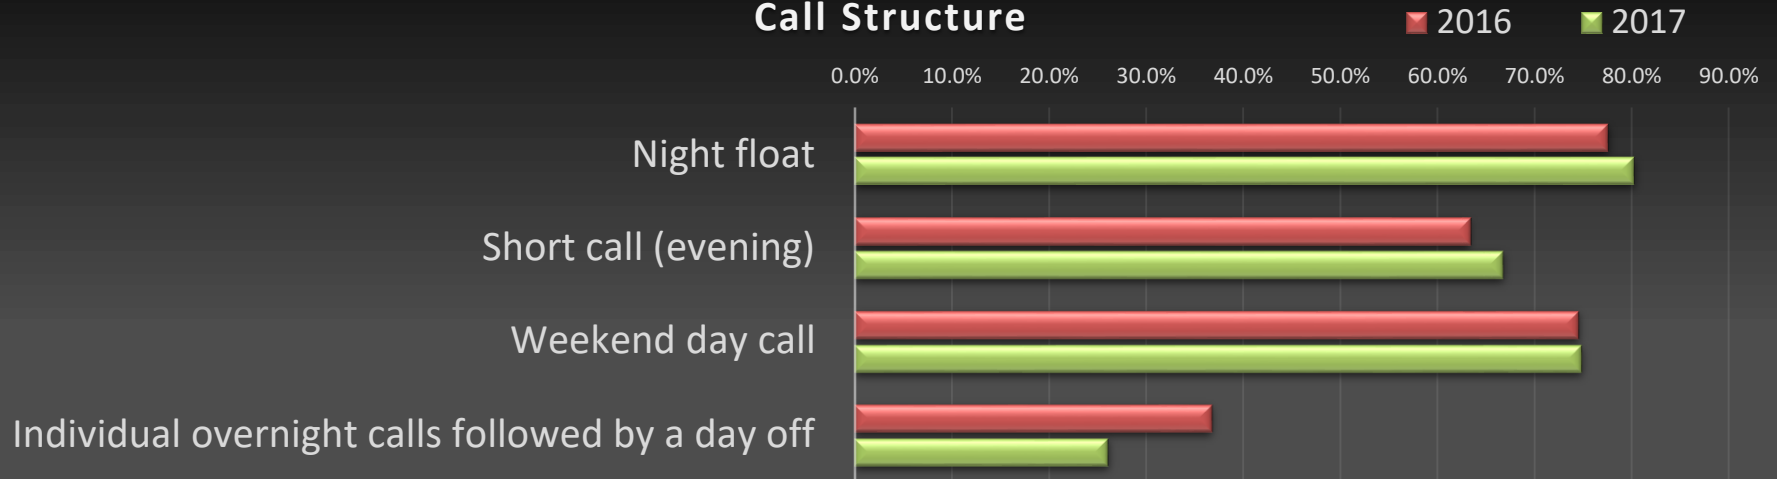 Call Structure
2016 2017
0.0% 10.0% 20.0% 30.0% 40.0% 50.0% 60.0% 70.0% 80.0% 90.0%
Night float
Short call (evening)
Weekend day call
Individual overnight calls followed by a day off